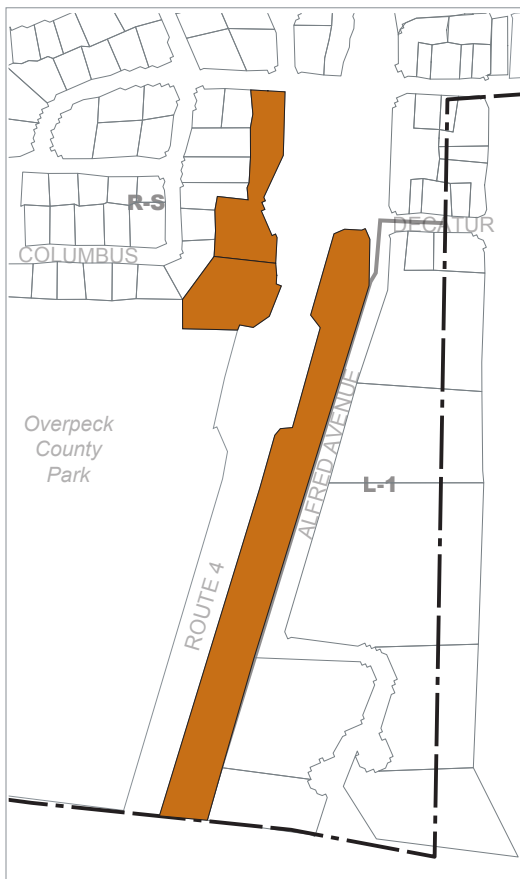 R-S
COLUMBUS
DECATUR
Overpeck
County
Park
ALFRED AVENUE
L-1
ROUTE 4